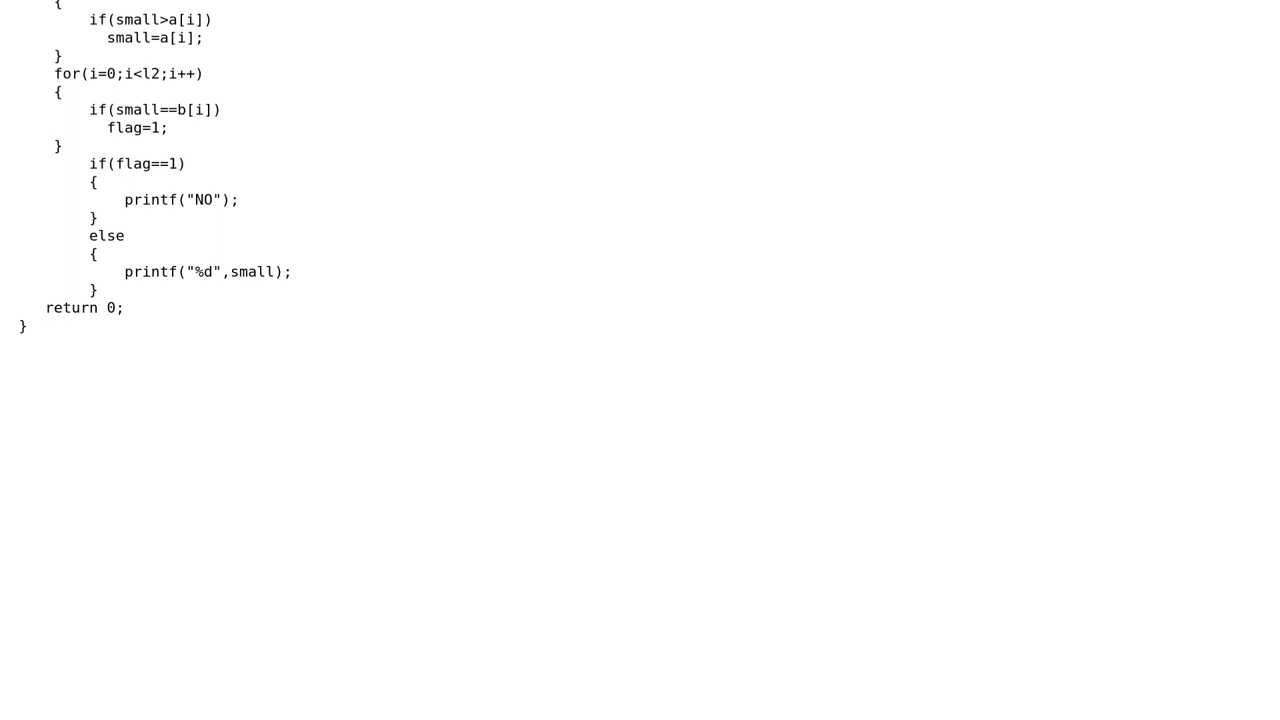 {
if(small>a[i])
small=a[i];
}
for(i=0;i<l2;i++)
{
if(small==b[i])
flag=1;
}
if(flag==1)
{
printf("NO");
}
else
{
printf("%d",small);
}
return 0;
}